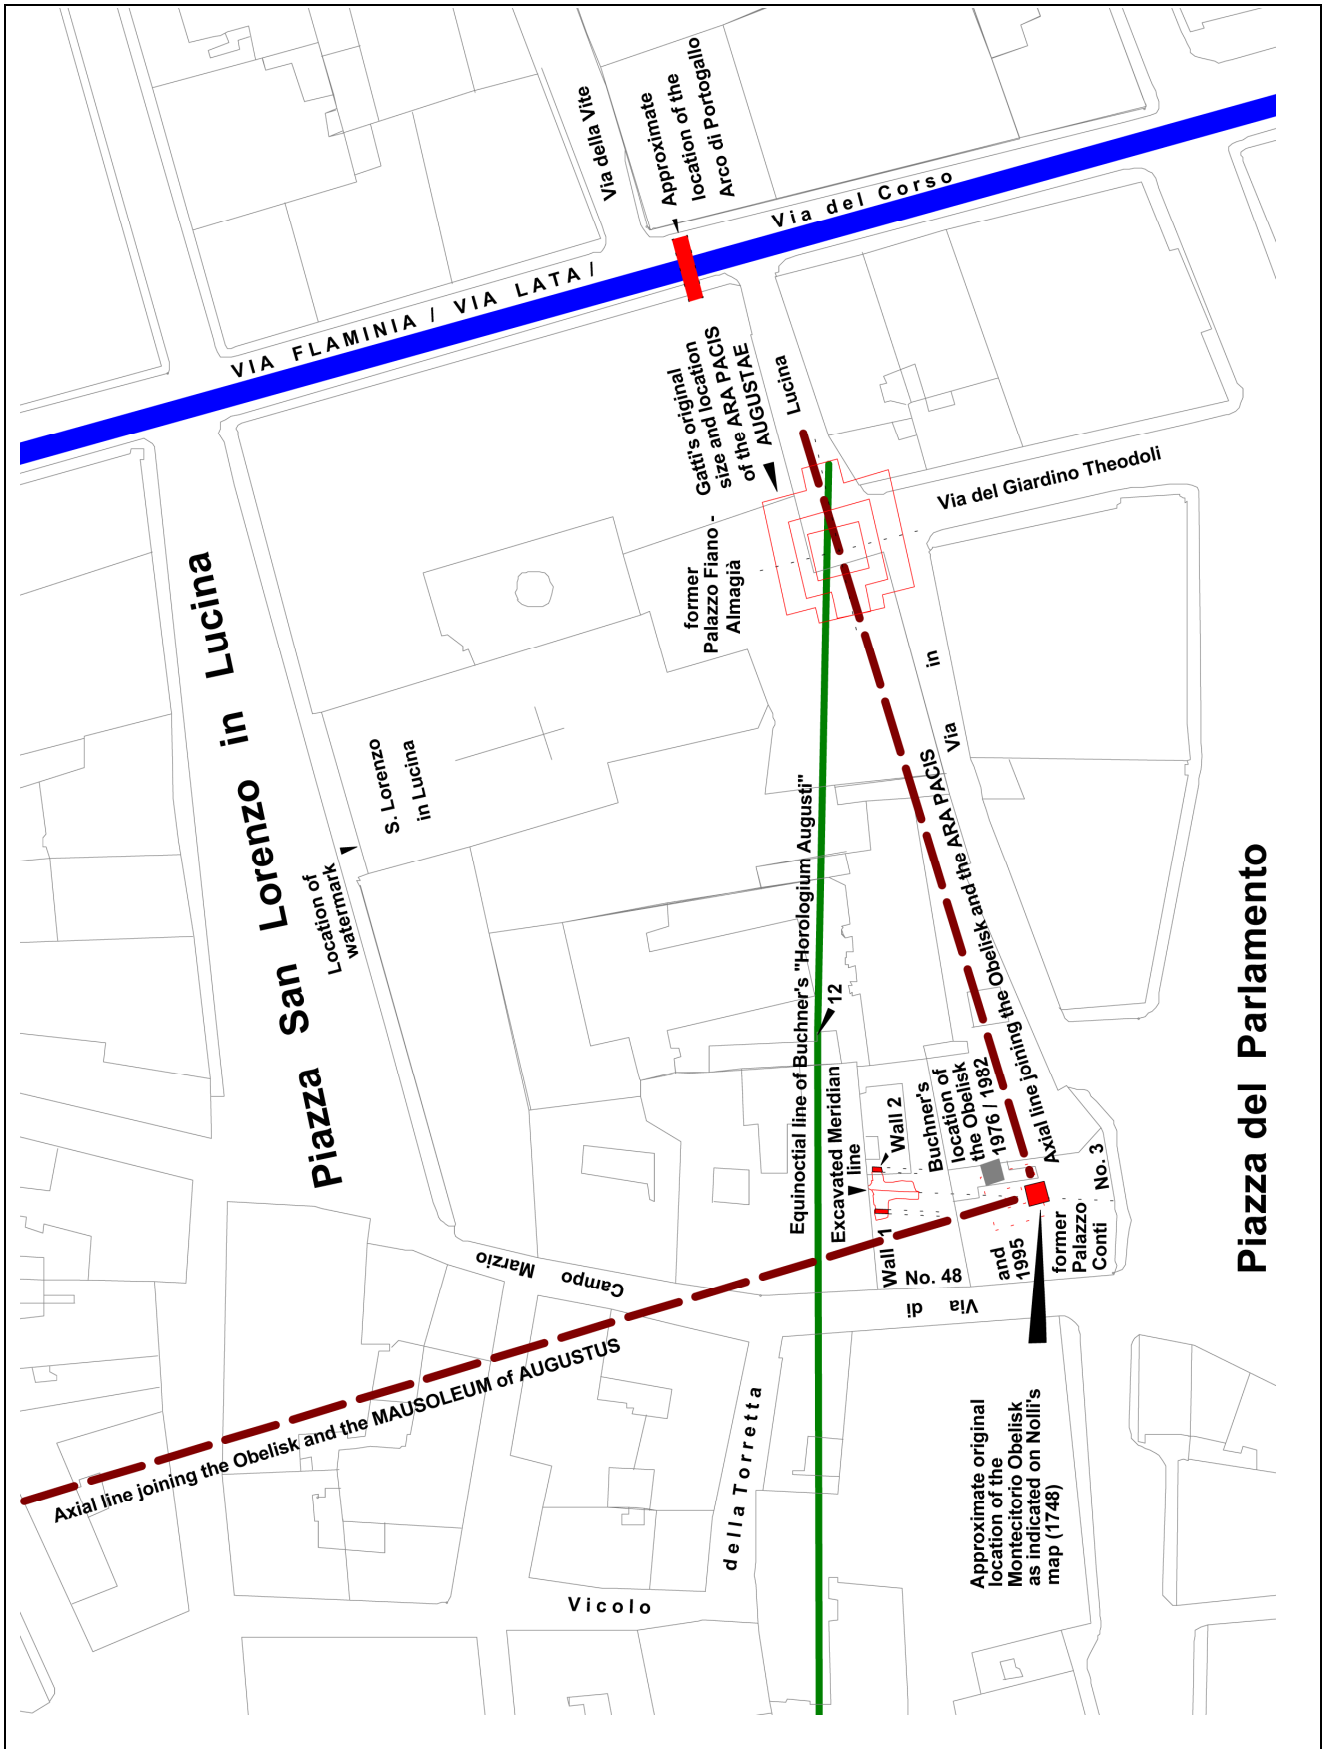 Via della Vite
Approximate
location of the
Arco di Portogallo
Via del Corso
VIA FLAMINIA / VIA LATA /
Gatti's original
size and location
of the ARA PACIS
AUGUSTAE
Lucina
Via del Giardino Theodoli
former
Palazzo Fiano -
Almagià
in
Via
Piazza San Lorenzo in Lucina
S. Lorenzo
in Lucina
Location of
watermark
Equinoctial line of Buchner's "Horologium Augusti"
12
Axial line joining the Obelisk and the ARA PACIS
Excavated Meridian
line
Wall 2
Wall 1
Buchner's
location of
the Obelisk
1976 / 1982
and
1995
No. 3
former
Palazzo
Conti
No. 48
Via di
Campo Marzio
Axial line joining the Obelisk and the MAUSOLEUM of AUGUSTUS
Vicolo
della Torretta
Approximate original
location of the
Montecitorio Obelisk
as indicated on Nolli's
map (1748)
Piazza del Parlamento